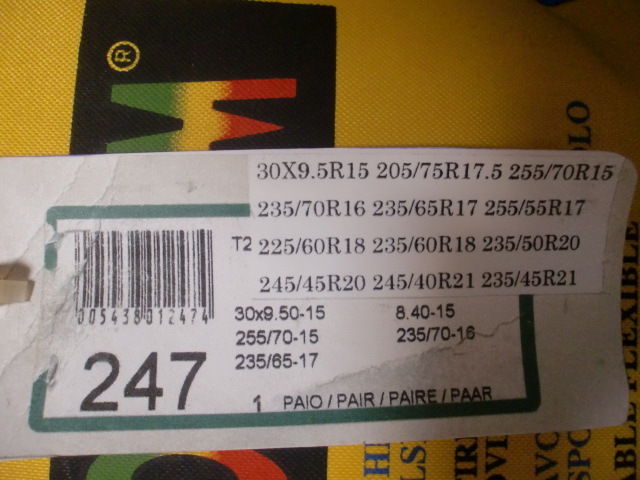 ®
30X9.5R15 205/75R17.5 255/70R15
235/70R16 235/65R17 255/55R17
T2 225/60R18 235/60R18 235/50R20
245/45R20 245/40R21 235/45R21
005438012474
30x9.50-15 8.40-15
255/70-15 235/70-16
235/65-17
247
1 PAIO / PAIR / PAIRE / PAAR
FLEXIBLE